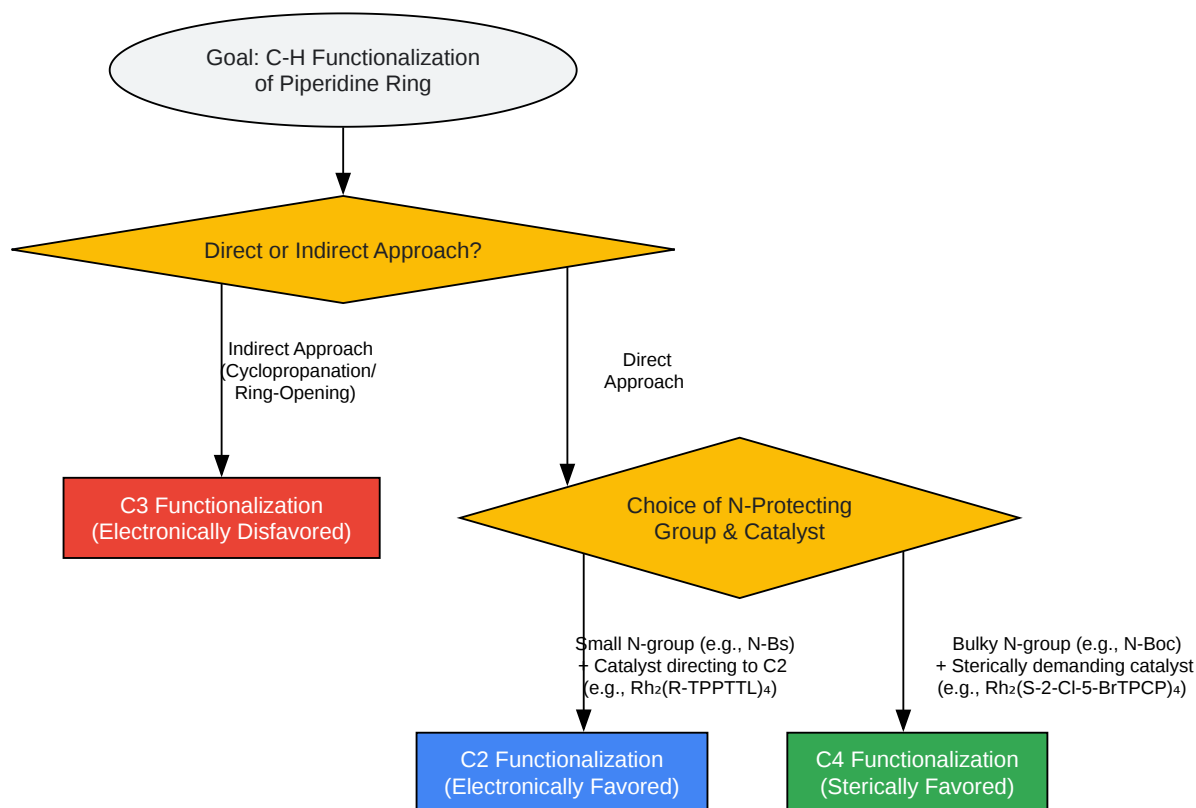 Goal: C-H Functionalization
of Piperidine Ring
Direct or Indirect Approach?
Indirect Approach
(Cyclopropanation/
Ring-Opening)
Direct
Approach
C3 Functionalization
(Electronically Disfavored)
Choice of N-Protecting
Group & Catalyst
Small N-group (e.g., N-Bs)
+ Catalyst directing to C2
(e.g., Rh₂(R-TPPTTL)₄)
Bulky N-group (e.g., N-Boc)
+ Sterically demanding catalyst
(e.g., Rh₂(S-2-Cl-5-BrTPCP)₄)
C2 Functionalization
(Electronically Favored)
C4 Functionalization
(Sterically Favored)